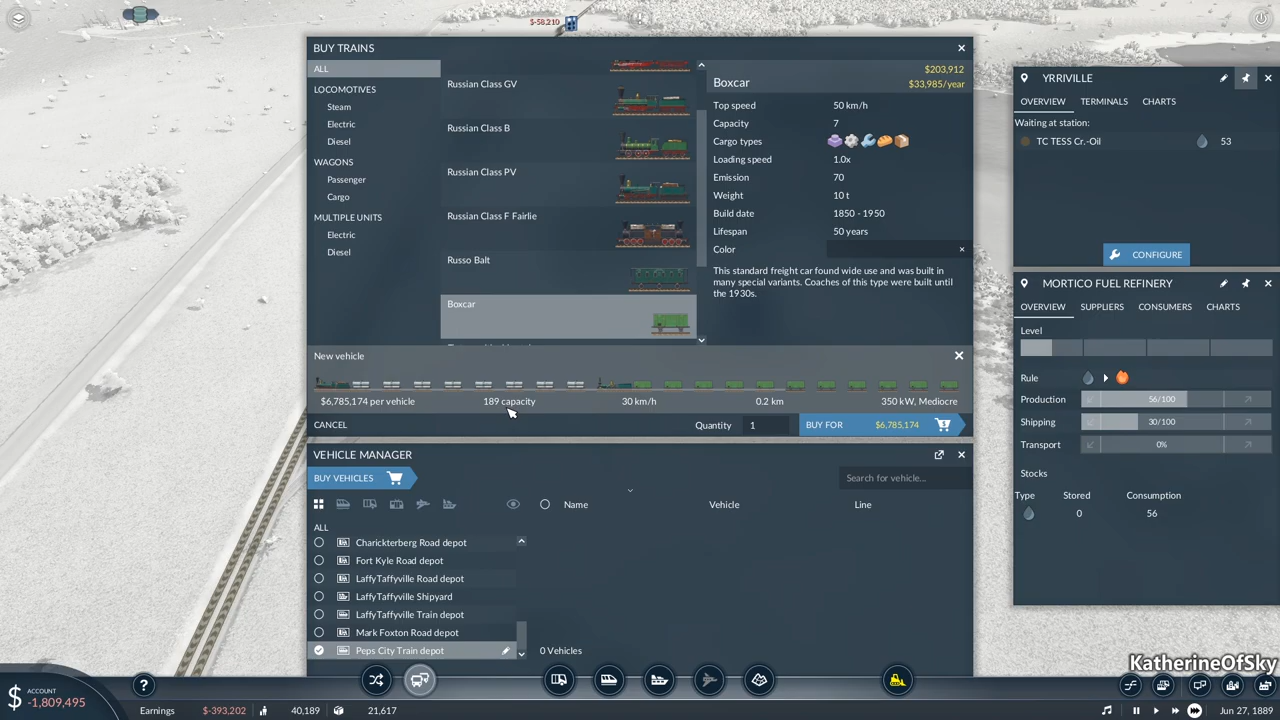 $-58,210
BUY TRAINS
ALL
LOCOMOTIVES
Steam
Electric
Diesel
WAGONS
Passenger
Cargo
MULTIPLE UNITS
Electric
Diesel
Russian Class GV
Russian Class B
Russian Class PV
Russian Class F Fairlie
Russo Balt
Boxcar
$203,912
Boxcar $33,985/year
Top speed 50 km/h
Capacity 7
Cargo types
Loading speed 1.0x
Emission 70
Weight 10 t
Build date 1850 - 1950
Lifespan 50 years
Color
This standard freight car found wide use and was built in
many special variants. Coaches of this type were built until
the 1930s.
New vehicle
$6,785,174 per vehicle 189 capacity 30 km/h 0.2 km 350 kW, Mediocre
CANCEL Quantity 1 BUY FOR $6,785,174
VEHICLE MANAGER
BUY VEHICLES Search for vehicle...
Name Vehicle Line
ALL
Charickterberg Road depot
Fort Kyle Road depot
LaffyTaffyville Road depot
LaffyTaffyville Shipyard
LaffyTaffyville Train depot
Mark Foxton Road depot
Peps City Train depot 0 Vehicles
YRRIVILLE
OVERVIEW TERMINALS CHARTS
Waiting at station:
TC TESS Cr.-Oil 53
CONFIGURE
MORTICO FUEL REFINERY
OVERVIEW SUPPLIERS CONSUMERS CHARTS
Level
Rule
Production 56/100
Shipping 30/100
Transport 0%
Stocks
Type Stored Consumption
0 56
KatherineOfSky
$ ACCOUNT
-1,809,495
?
Earnings $-393,202 40,189 21,617 Jun 27, 1889